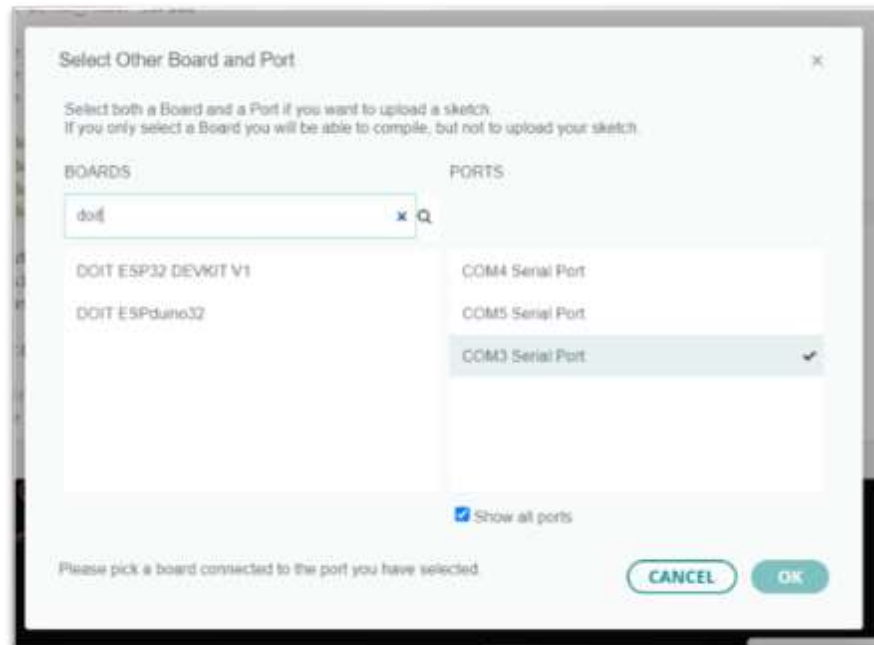 Select Other Board and Port
Select both a Board and a Port if you want to upload a sketch.
If you only select a Board you will be able to compile, but not to upload your sketch.
BOARDS
PORTS
doit
DOIT ESP32 DEVKIT V1
COM4 Serial Port
DOIT ESPduino32
COM5 Serial Port
COM3 Serial Port
Show all ports
Please pick a board connected to the port you have selected.
CANCEL
OK